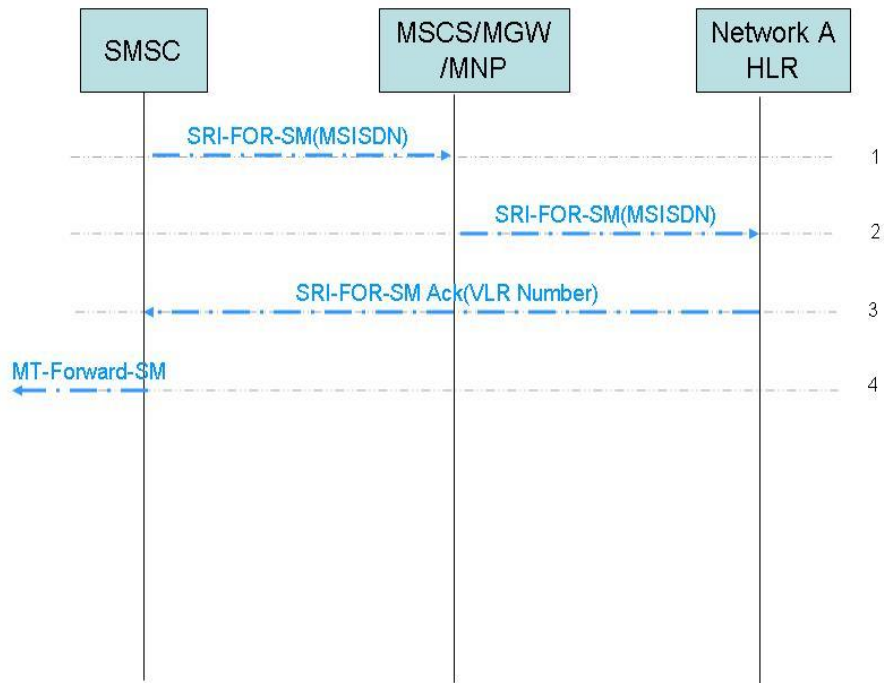 SMSC
MSCS/MGW
/MNP
Network A
HLR
SRI-FOR-SM(MSISDN)
1
SRI-FOR-SM(MSISDN)
2
SRI-FOR-SM Ack(VLR Number)
3
MT-Forward-SM
4